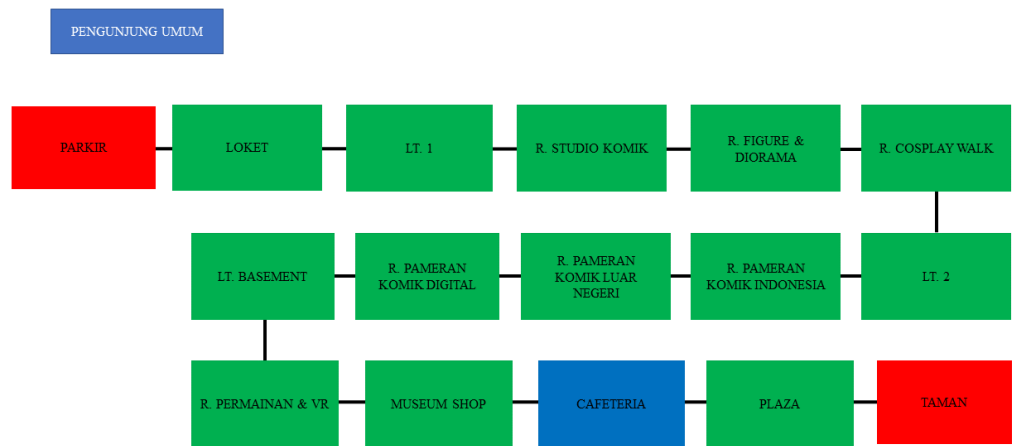 PENGUNJUNG UMUM
PARKIR
LOKET
LT. 1
R. STUDIO KOMIK
R. FIGURE &
DIORAMA
R. COSPLAY WALK
LT. BASEMENT
R. PAMERAN
KOMIK DIGITAL
R. PAMERAN
KOMIK LUAR
NEGERI
R. PAMERAN
KOMIK INDONESIA
LT. 2
R. PERMAINAN & VR
MUSEUM SHOP
CAFETERIA
PLAZA
TAMAN